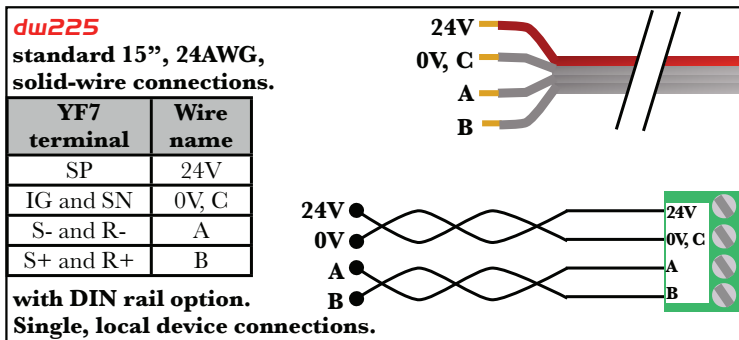 dw225
standard 15”, 24AWG,
solid-wire connections.
YF7 terminal	Wire name
SP	24V
IG and SN	0V, C
S- and R-	A
S+ and R+	B
with DIN rail option.
Single, local device connections.
24V
0V, C
A
B
24V
0V
A
B
24V
0V, C
A
B